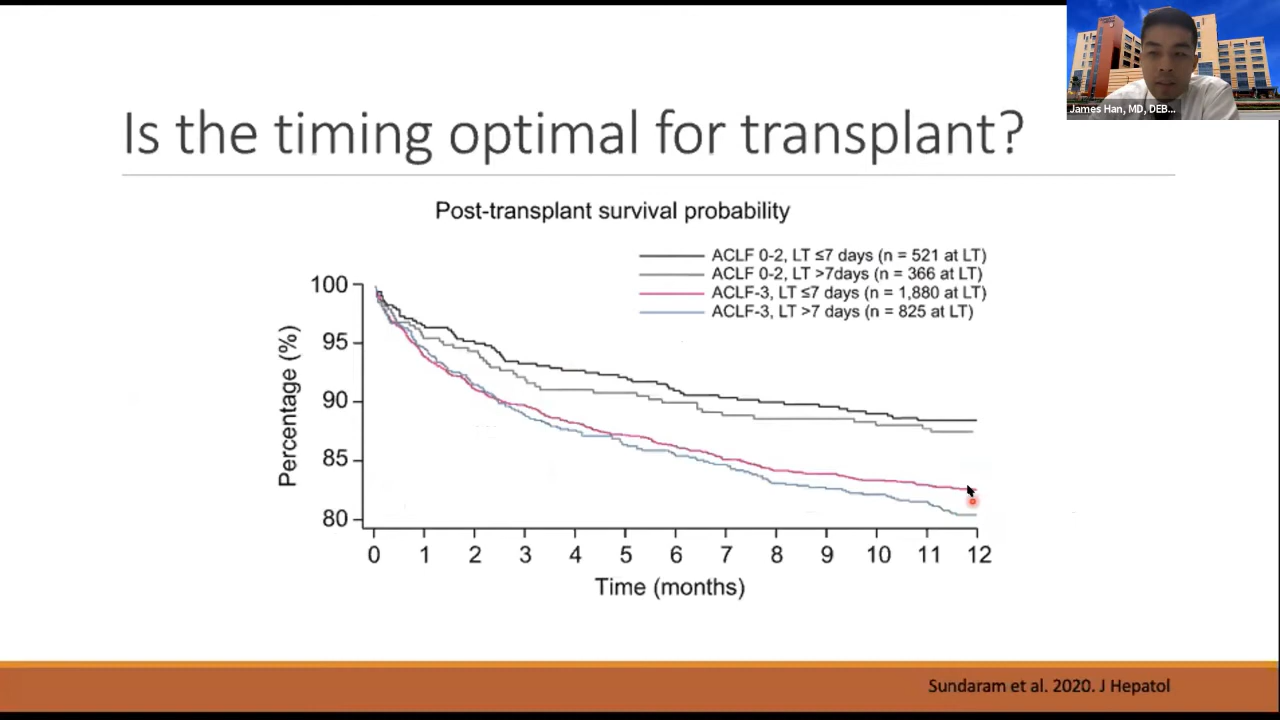 James Han, MD, DEB...
Is the timing optimal for transplant?
Post-transplant survival probability
ACLF 0-2, LT ≤7 days (n = 521 at LT)
ACLF 0-2, LT >7days (n = 366 at LT)
ACLF-3, LT ≤7 days (n = 1,880 at LT)
ACLF-3, LT >7 days (n = 825 at LT)
Percentage (%)
100
95
90
85
80
0 1 2 3 4 5 6 7 8 9 10 11 12
Time (months)
Sundaram et al. 2020. J Hepatol